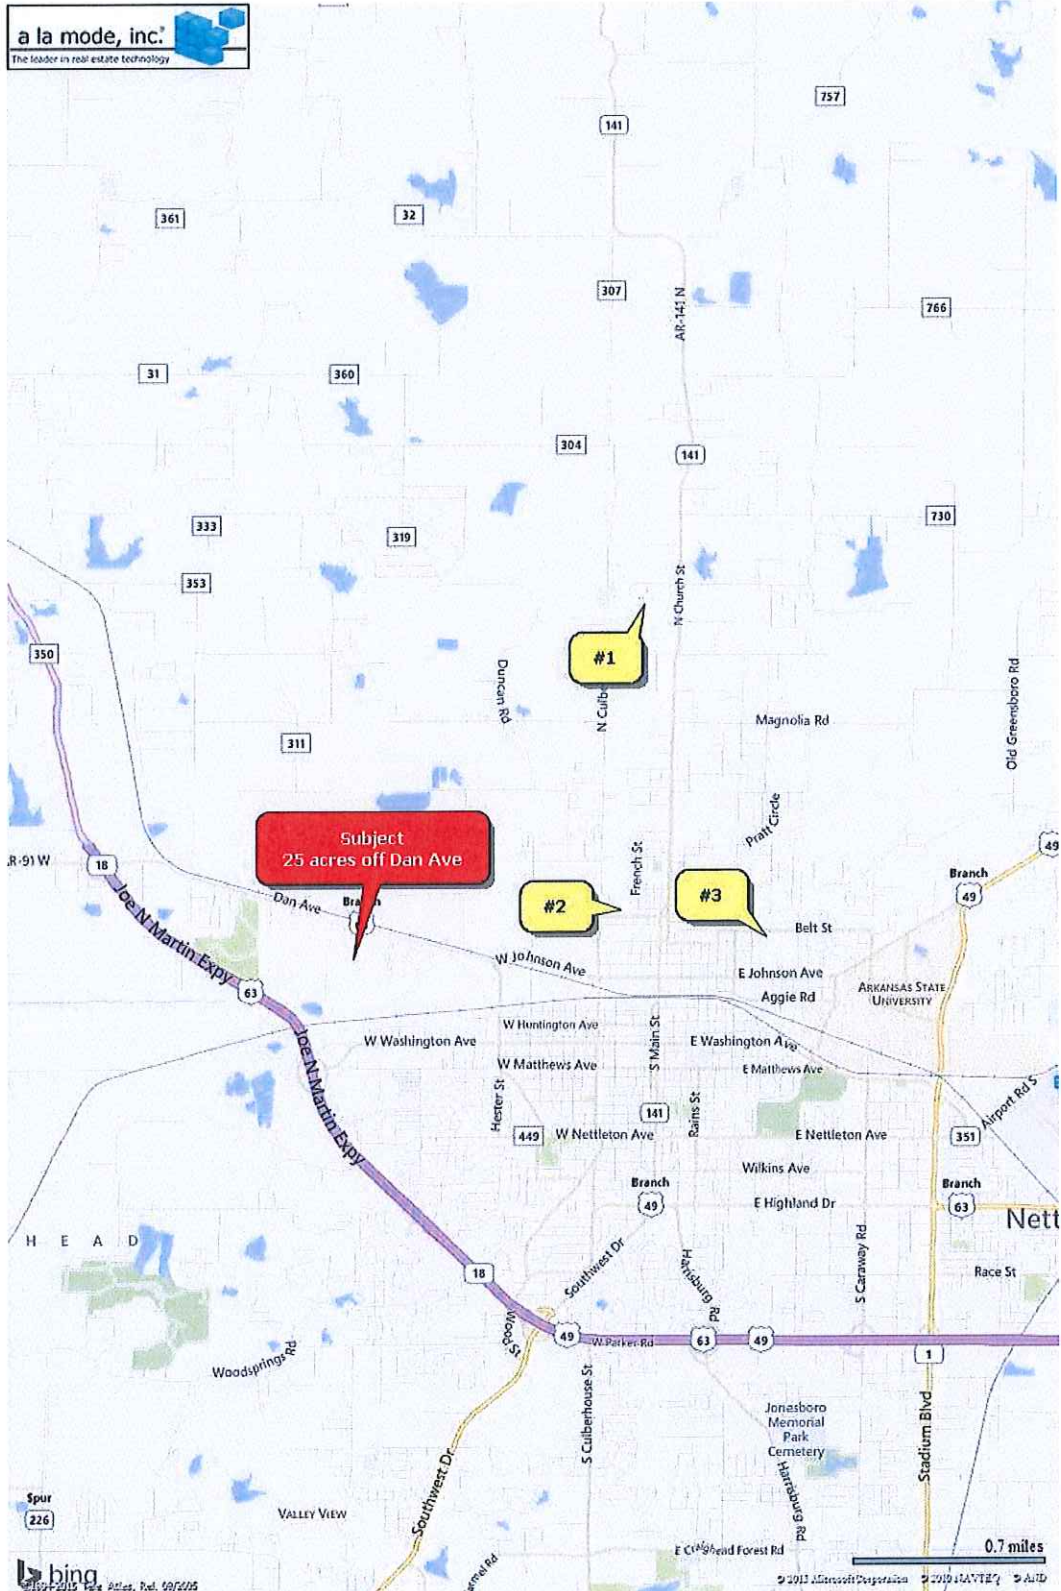 a la mode, inc.
The leader in real estate technology
757
141
361
32
307
AR-141 N
766
31
360
304
141
333
319
730
353
N Church St
350
#1
Duncan Rd
Old Greensboro Rd
Magnolia Rd
311
Pratt Circle
Subject
25 acres off Dan Ave
49
18
French St
Branch
49
#2
#3
Dan Ave
Belt St
Joe N Martin Expy
W Johnson Ave
E Johnson Ave
ARKANSAS STATE
UNIVERSITY
63
Aggie Rd
W Huntington Ave
S Main St
W Washington Ave
E Washington Ave
Joe N Martin Expy
W Matthews Ave
E Matthews Ave
Hester St
Rains St
Airport Rd S
141
449
W Nettleton Ave
E Nettleton Ave
351
Wilkins Ave
Branch
49
Branch
63
E Highland Dr
Nett
H E A D
S Caraway Rd
Southwest Dr
Harrisburg Rd
Race St
18
Wood St
49
W Parker Rd
63
49
1
Woodsprings Rd
S Culberhouse St
Jonesboro
Memorial
Park
Cemetery
Stadium Blvd
Southwest Dr
Harrisburg Rd
Spur
226
VALLEY VIEW
E Craighead Forest Rd
0.7 miles
bing